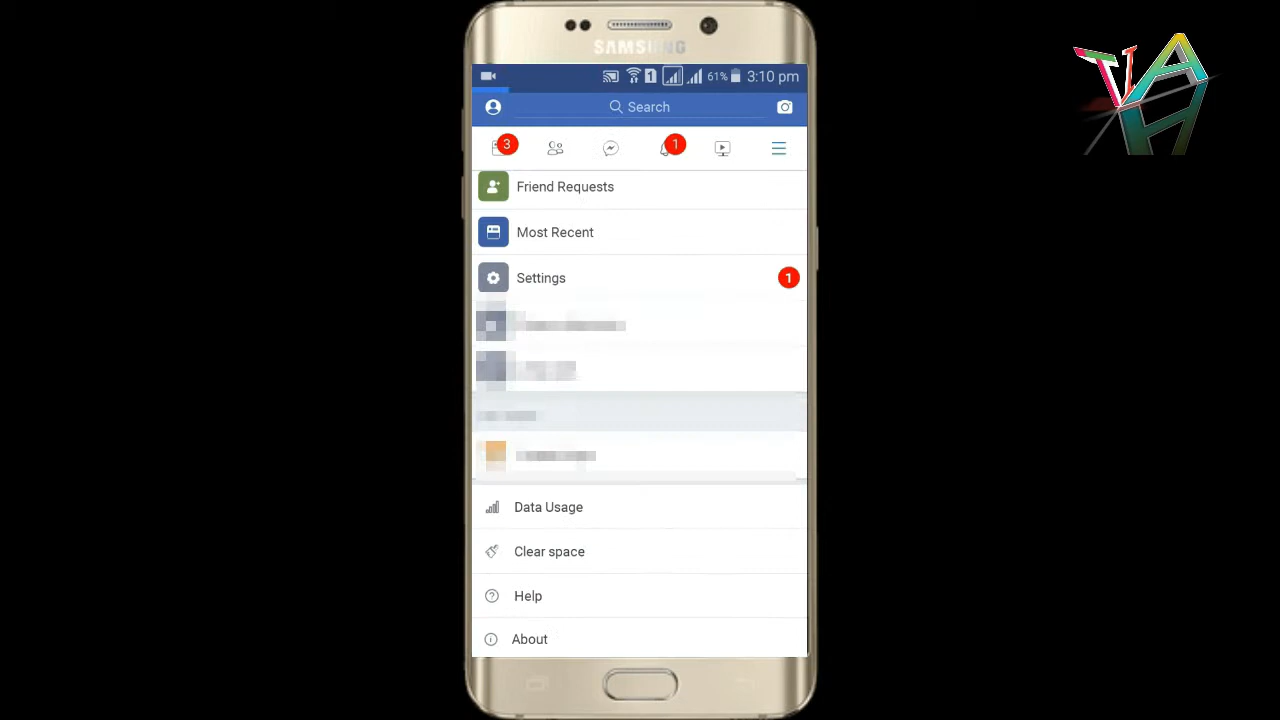 SAMSUNG
61% 3:10 pm
Search
3
1
Friend Requests
Most Recent
Settings
1
Data Usage
Clear space
Help
About